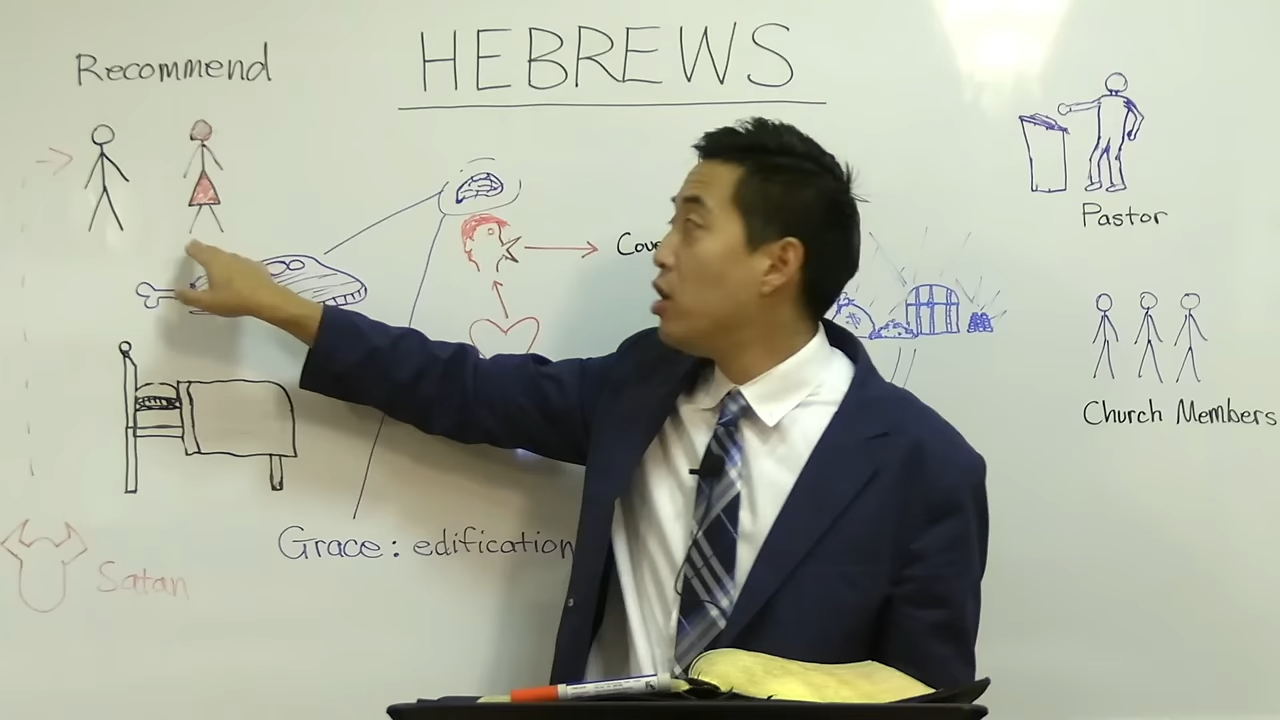 HEBREWS
Recommend
Pastor
Church Members
Grace: edification
Satan